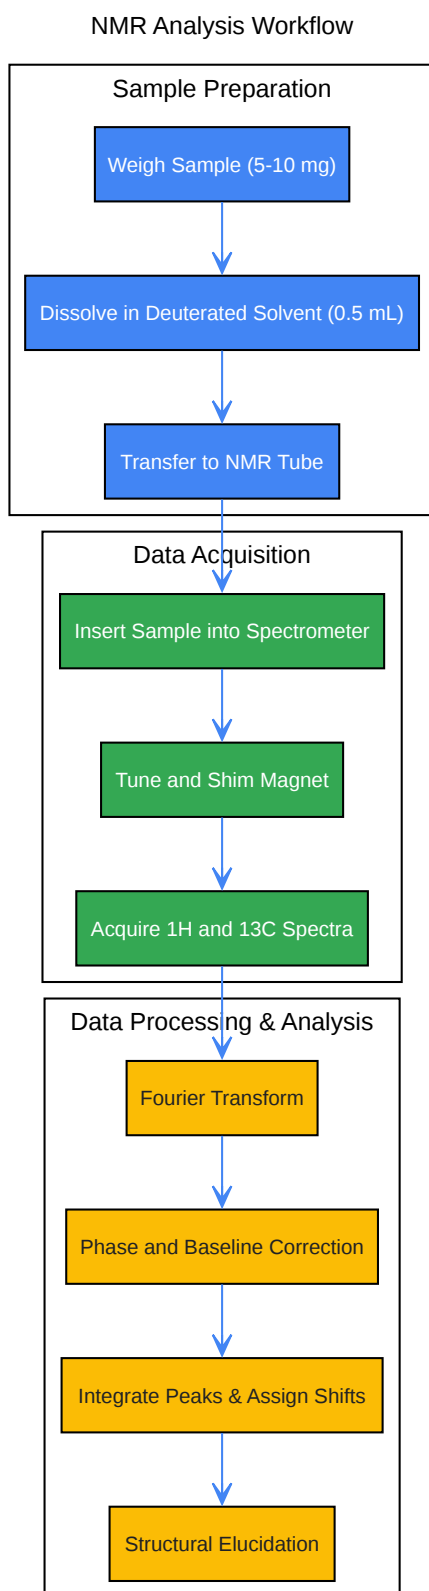 NMR Analysis Workflow
Sample Preparation
Weigh Sample (5-10 mg)
Dissolve in Deuterated Solvent (0.5 mL)
Transfer to NMR Tube
Data Acquisition
Insert Sample into Spectrometer
Tune and Shim Magnet
Acquire 1H and 13C Spectra
Data Processing & Analysis
Fourier Transform
Phase and Baseline Correction
Integrate Peaks & Assign Shifts
Structural Elucidation